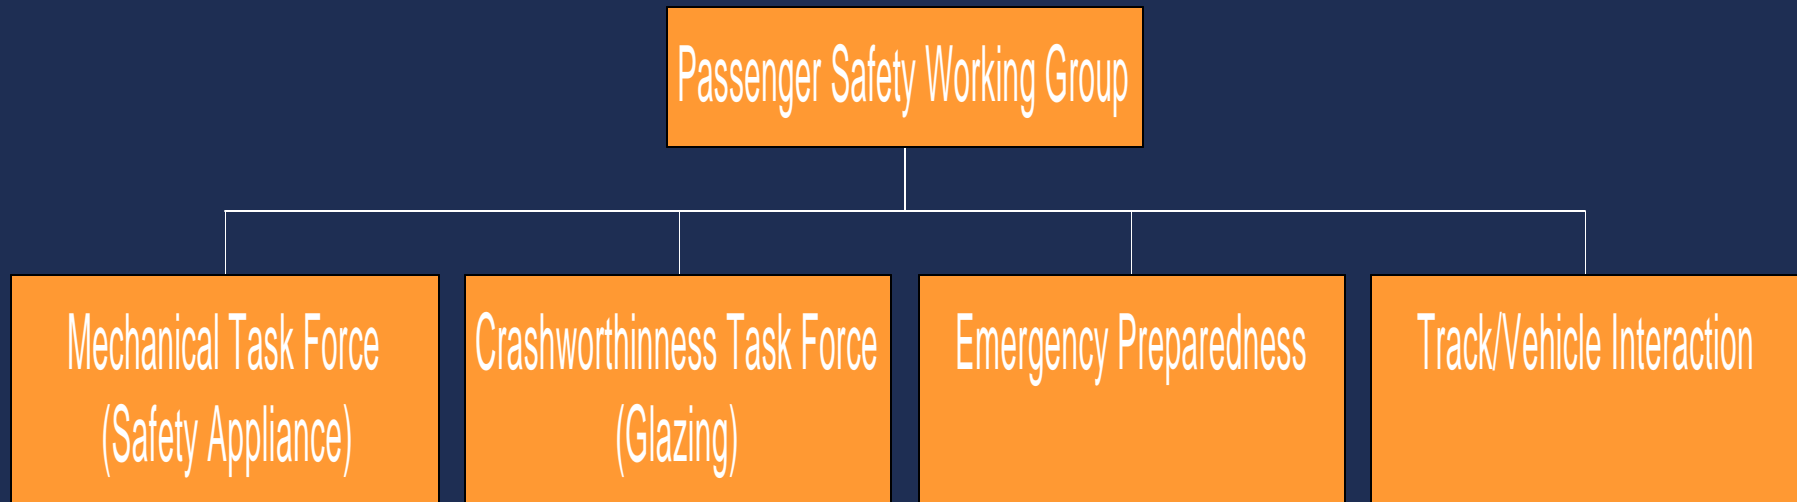 Passenger Safety Working Group
Mechanical Task Force
(Safety Appliance)
Crashworthinness Task Force
(Glazing)
Emergency Preparedness
Track/Vehicle Interaction